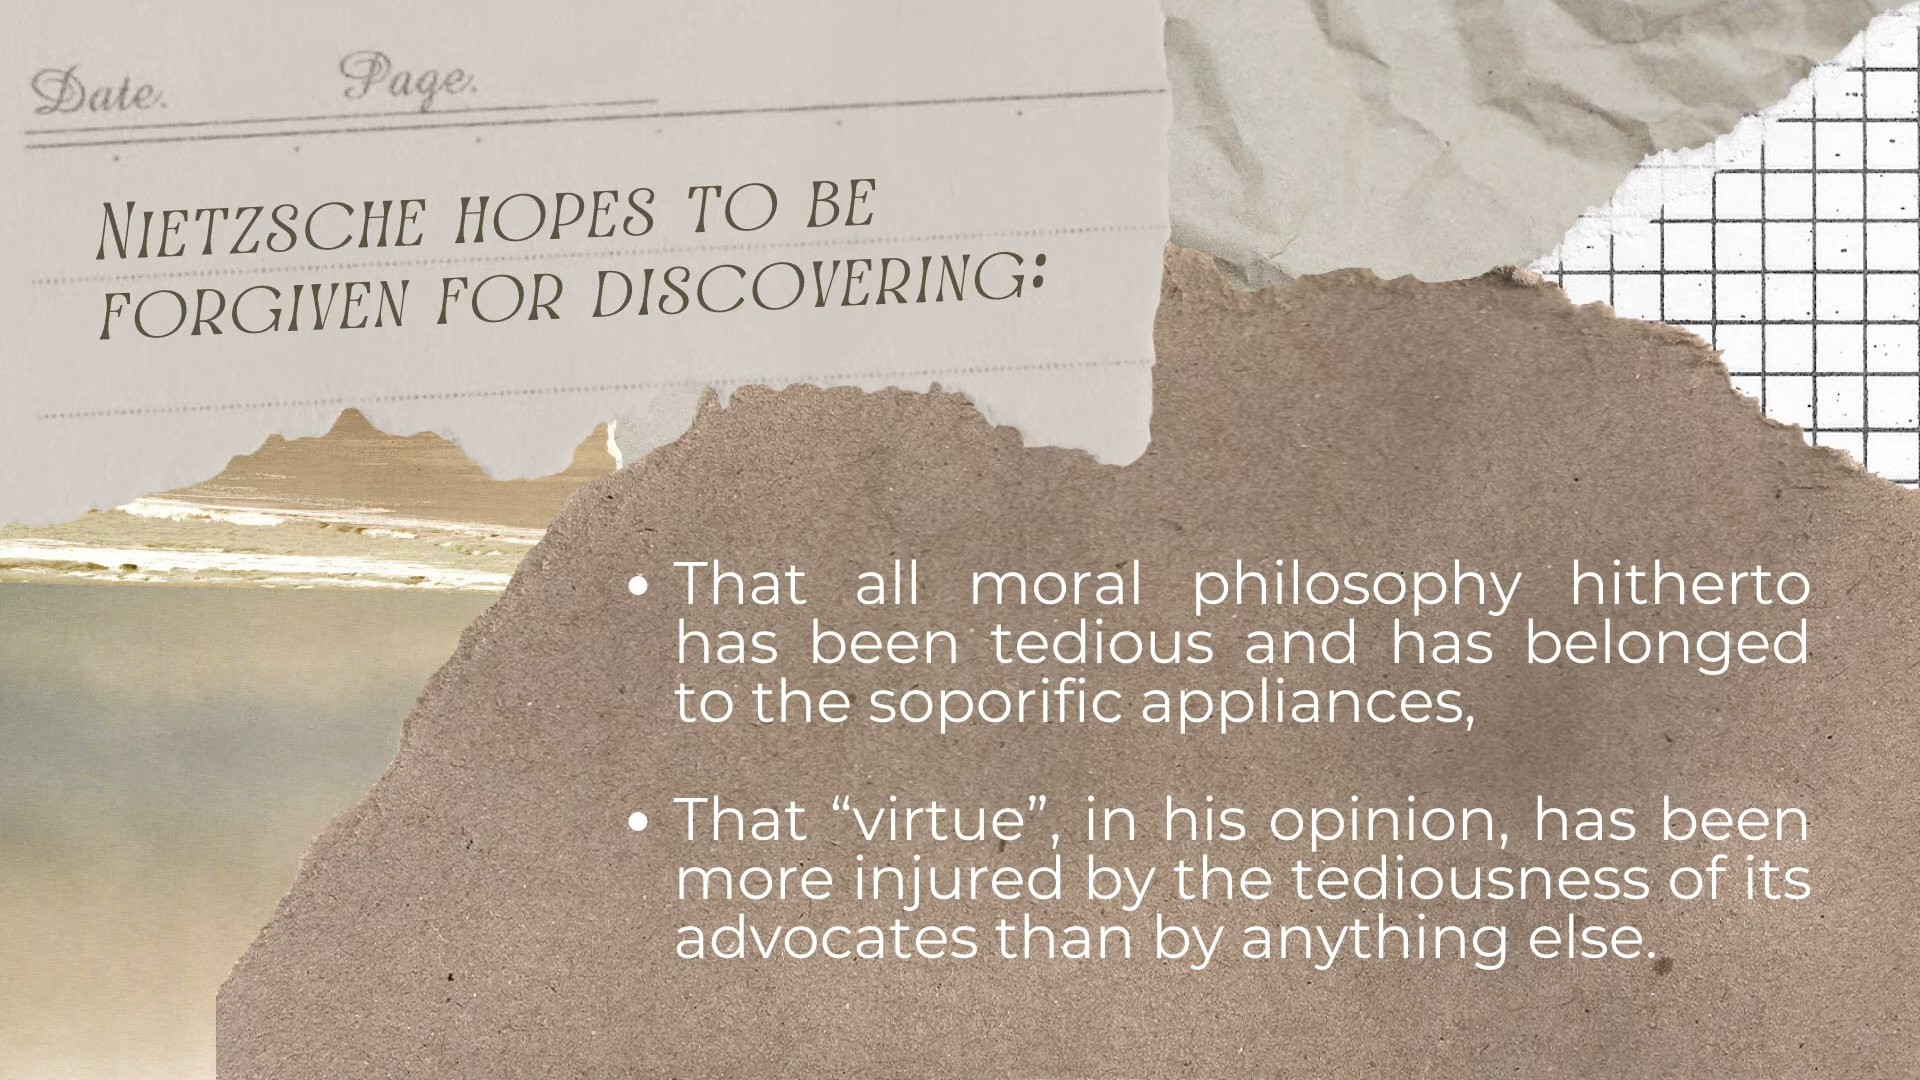 Date. Page.
Nietzsche hopes to be
forgiven for discovering:
• That all moral philosophy hitherto
has been tedious and has belonged
to the soporific appliances,
• That “virtue”, in his opinion, has been
more injured by the tediousness of its
advocates than by anything else.